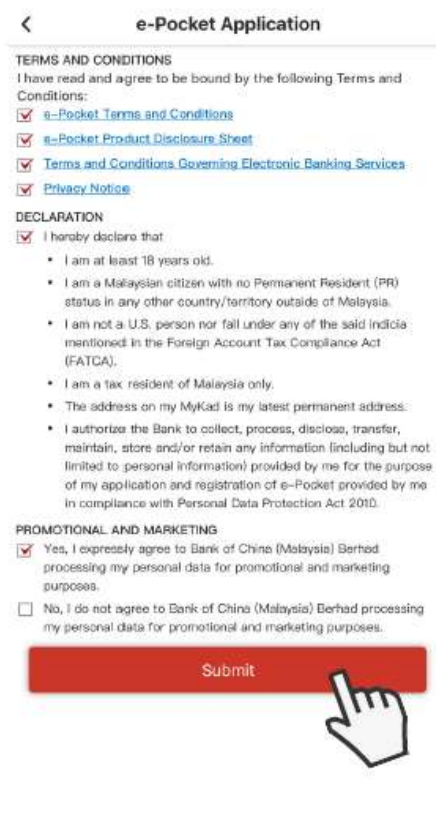 e-Pocket Application
TERMS AND CONDITIONS
I have read and agree to be bound by the following Terms and
Conditions:
e-Pocket Terms and Conditions
e-Pocket Product Disclosure Sheet
Terms and Conditions Governing Electronic Banking Services
Privacy Notice
DECLARATION
I hereby declare that
• I am at least 18 years old.
• I am a Malaysian citizen with no Permanent Resident (PR)
status in any other country/territory outside of Malaysia.
• I am not a U.S. person nor fall under any of the said indicia
mentioned in the Foreign Account Tax Compliance Act
(FATCA).
• I am a tax resident of Malaysia only.
• The address on my MyKad is my latest permanent address.
• I authorize the Bank to collect, process, disclose, transfer,
maintain, store and/or retain any information (including but not
limited to personal information) provided by me for the purpose
of my application and registration of e-Pocket provided by me
in compliance with Personal Data Protection Act 2010.
PROMOTIONAL AND MARKETING
Yes, I expressly agree to Bank of China (Malaysia) Berhad
processing my personal data for promotional and marketing
purposes.
No, I do not agree to Bank of China (Malaysia) Berhad processing
my personal data for promotional and marketing purposes.
Submit